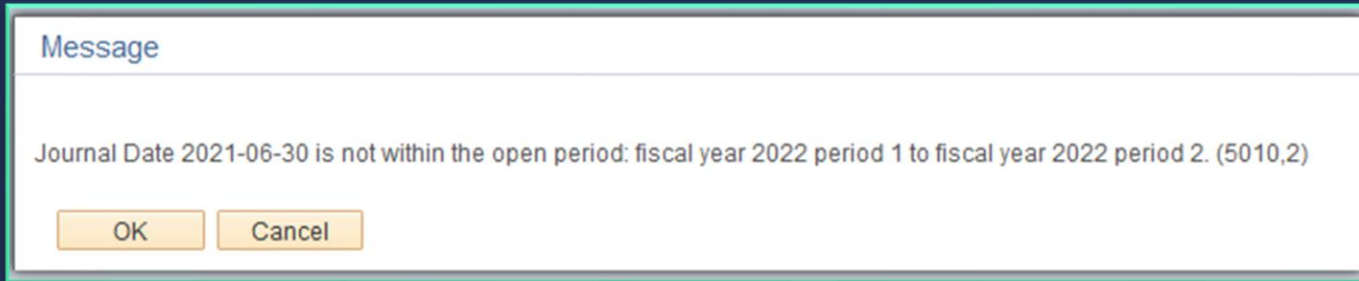 Message
Journal Date 2021-06-30 is not within the open period: fiscal year 2022 period 1 to fiscal year 2022 period 2. (5010,2)
OK Cancel